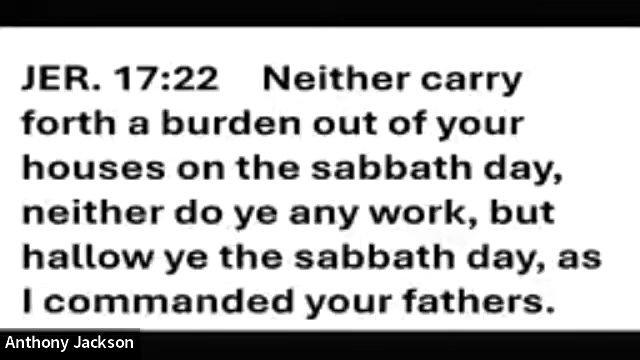 JER. 17:22 Neither carry
forth a burden out of your
houses on the sabbath day,
neither do ye any work, but
hallow ye the sabbath day, as
I commanded your fathers.
Anthony Jackson